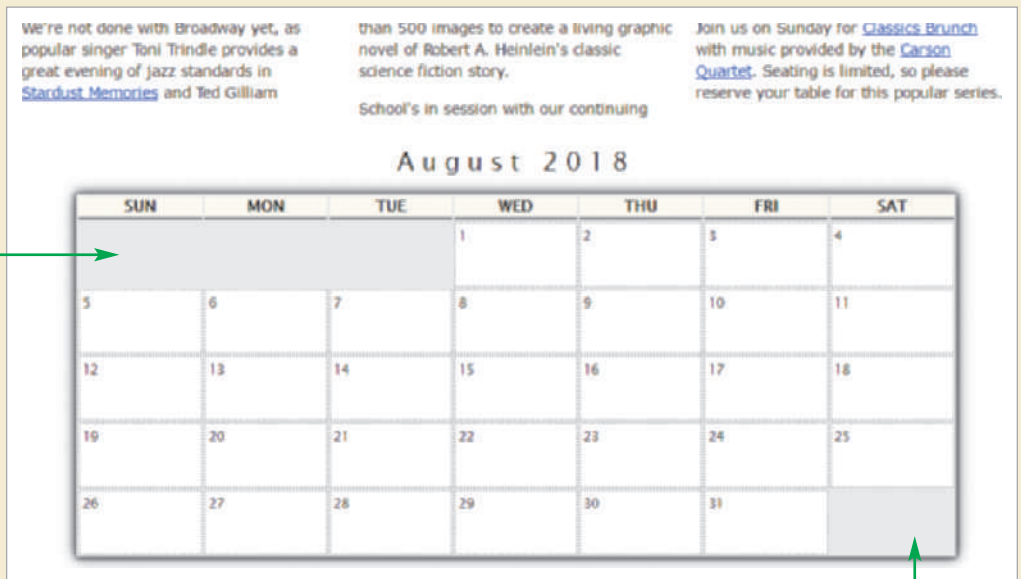 We're not done with Broadway yet, as
popular singer Toni Trindle provides a
great evening of jazz standards in
Stardust Memories and Ted Gilliam
than 500 images to create a living graphic
novel of Robert A. Heinlein's classic
science fiction story.
School's in session with our continuing
Join us on Sunday for Classics Brunch
with music provided by the Carson
Quartet. Seating is limited, so please
reserve your table for this popular series.
August 2018
SUN MON TUE WED THU FRI SAT
1 2 3 4
5 6 7 8 9 10 11
12 13 14 15 16 17 18
19 20 21 22 23 24 25
26 27 28 29 30 31